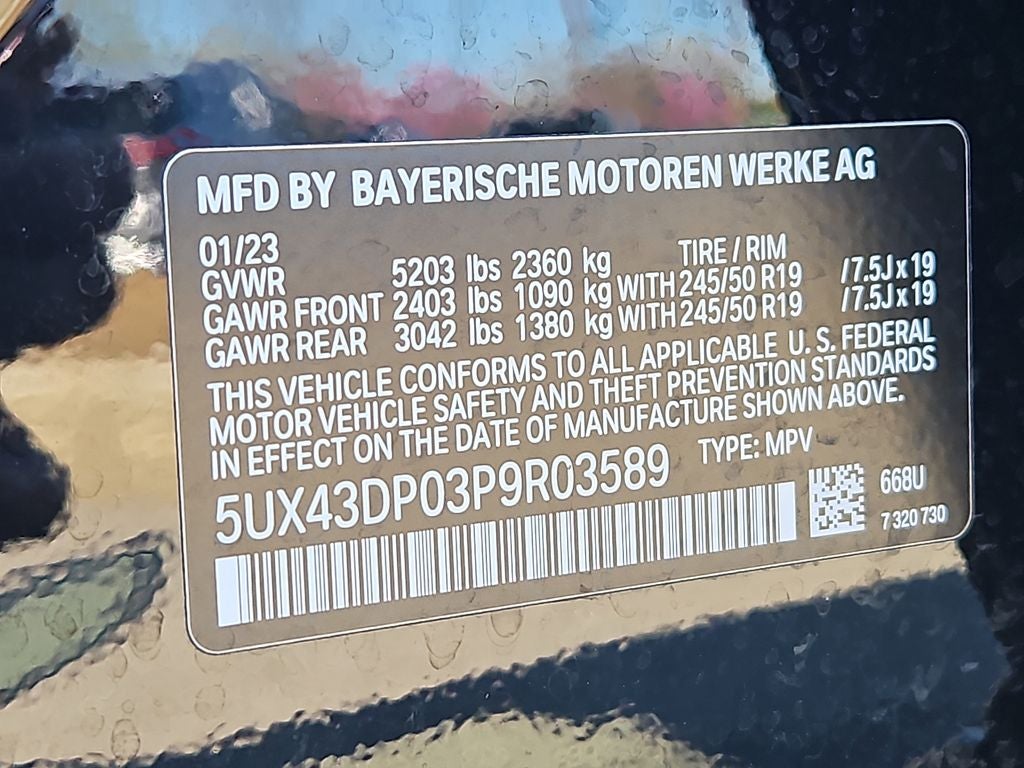 MFD BY BAYERISCHE MOTOREN WERKE AG
01/23 TIRE / RIM
GVWR 5203 lbs 2360 kg
GAWR FRONT 2403 lbs 1090 kg WITH 245/50 R19 /7.5J x 19
GAWR REAR 3042 lbs 1380 kg WITH 245/50 R19 /7.5J x 19
THIS VEHICLE CONFORMS TO ALL APPLICABLE U. S. FEDERAL
MOTOR VEHICLE SAFETY AND THEFT PREVENTION STANDARDS
IN EFFECT ON THE DATE OF MANUFACTURE SHOWN ABOVE.
5UX43DP03P9R03589 TYPE: MPV
668U
7 320 730